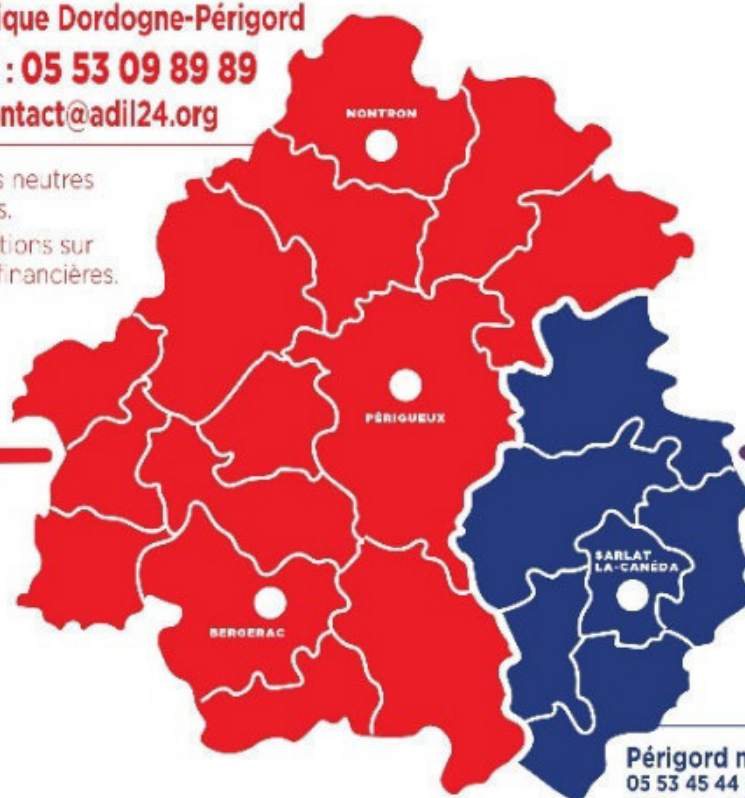 ique Dordogne-Périgord
: 05 53 09 89 89
ntact@adil24.org
s neutres
s.
tions sur
financières.
NONTRON
PÉRIGUEUX
SARLAT
LA-CANÉDA
BERGERAC
Périgord n
05 53 45 44